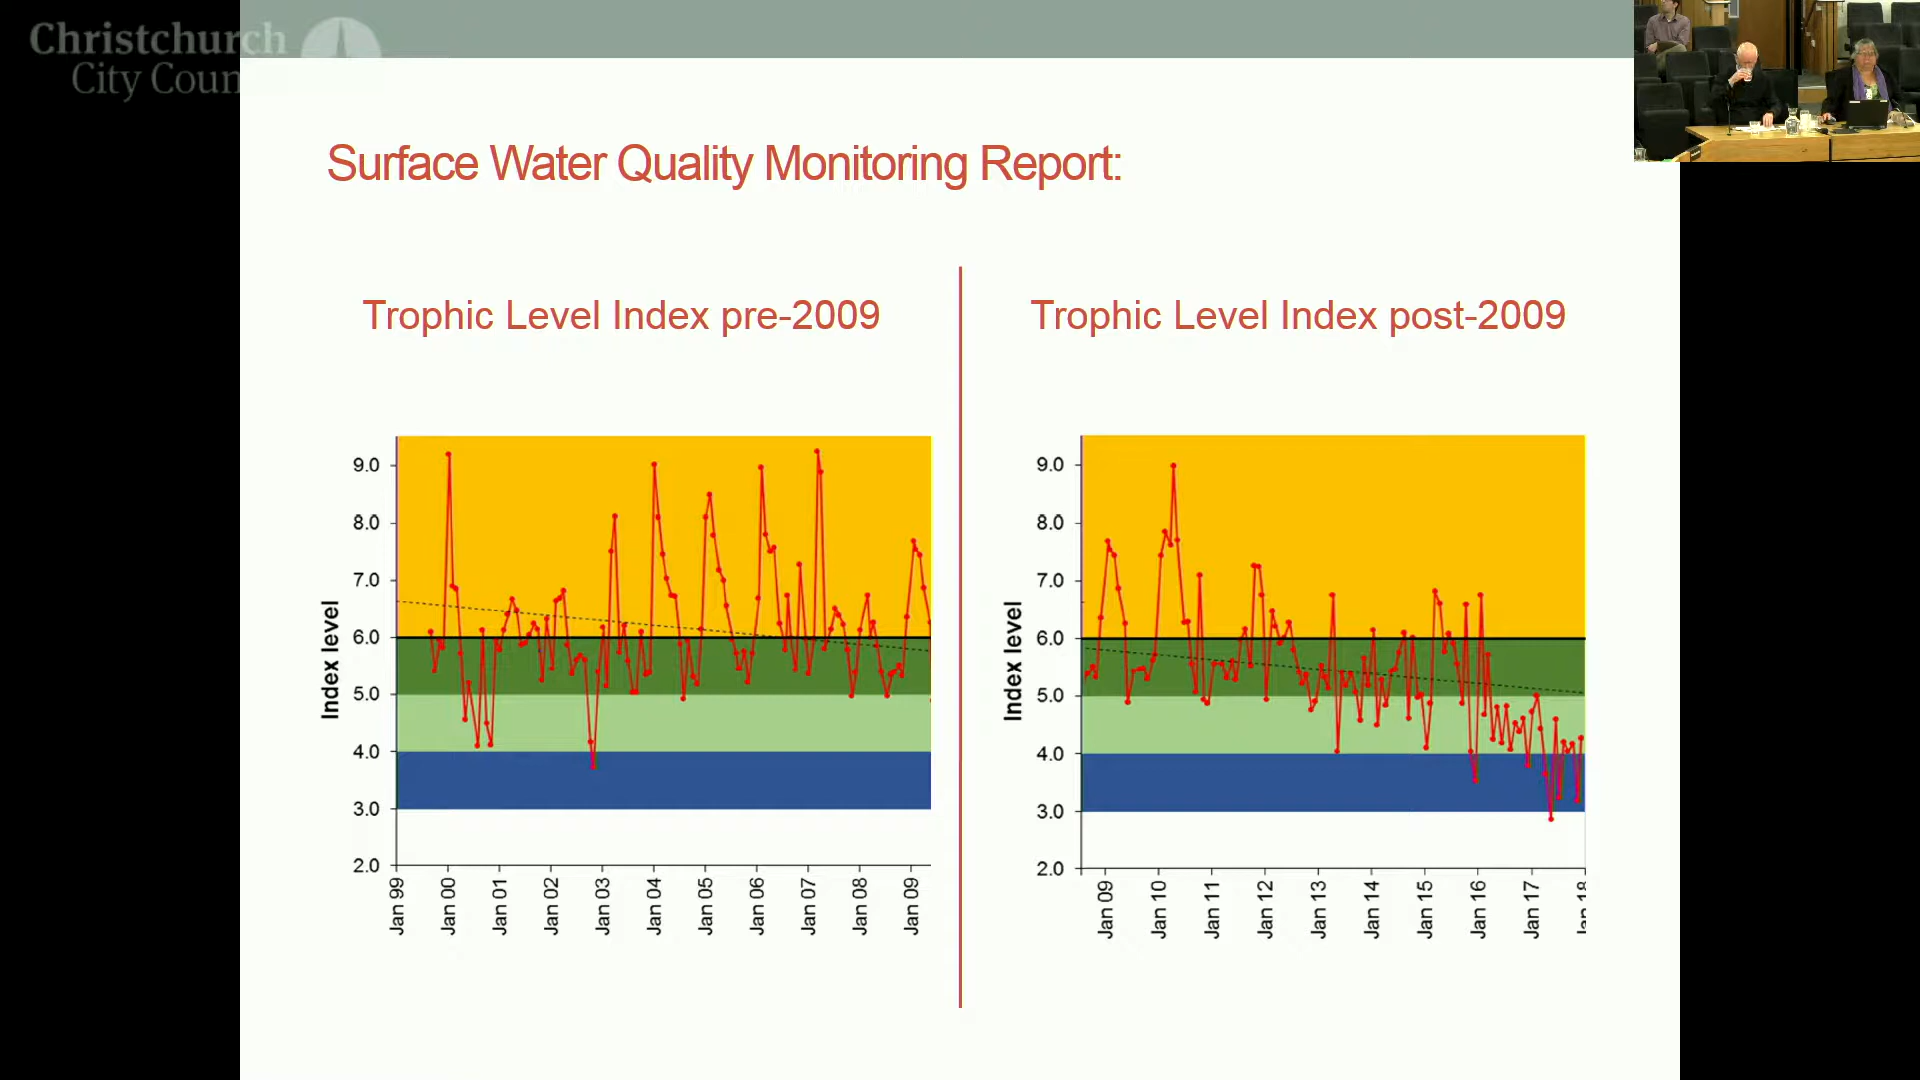 Christchurch
City Coun
Surface Water Quality Monitoring Report:
Trophic Level Index pre-2009
Trophic Level Index post-2009
Index level
9.0
8.0
7.0
6.0
5.0
4.0
3.0
2.0
Jan 99
Jan 00
Jan 01
Jan 02
Jan 03
Jan 04
Jan 05
Jan 06
Jan 07
Jan 08
Jan 09
Index level
9.0
8.0
7.0
6.0
5.0
4.0
3.0
2.0
Jan 09
Jan 10
Jan 11
Jan 12
Jan 13
Jan 14
Jan 15
Jan 16
Jan 17
Jan 18